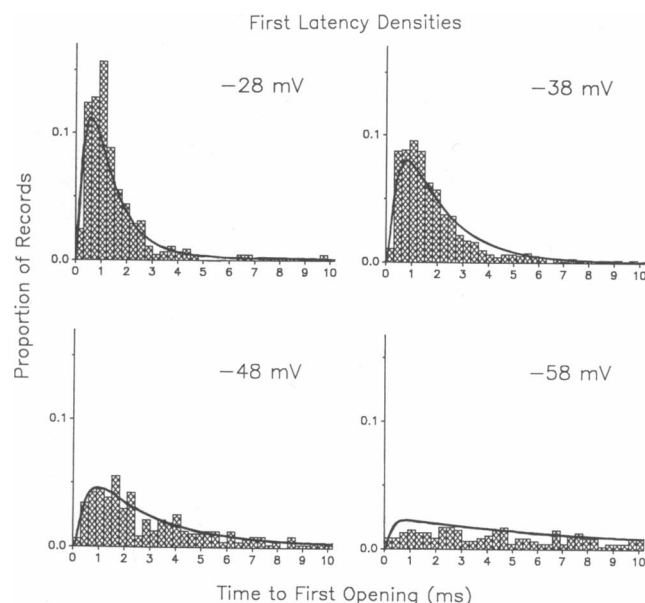 First Latency Densities
Proportion of Records
−28 mV
0.1
0.0
0 1 2 3 4 5 6 7 8 9 10
−38 mV
0.1
0.0
0 1 2 3 4 5 6 7 8 9 10
−48 mV
0.1
0.0
0 1 2 3 4 5 6 7 8 9 10
−58 mV
0.1
0.0
0 1 2 3 4 5 6 7 8 9 10
Time to First Opening (ms)